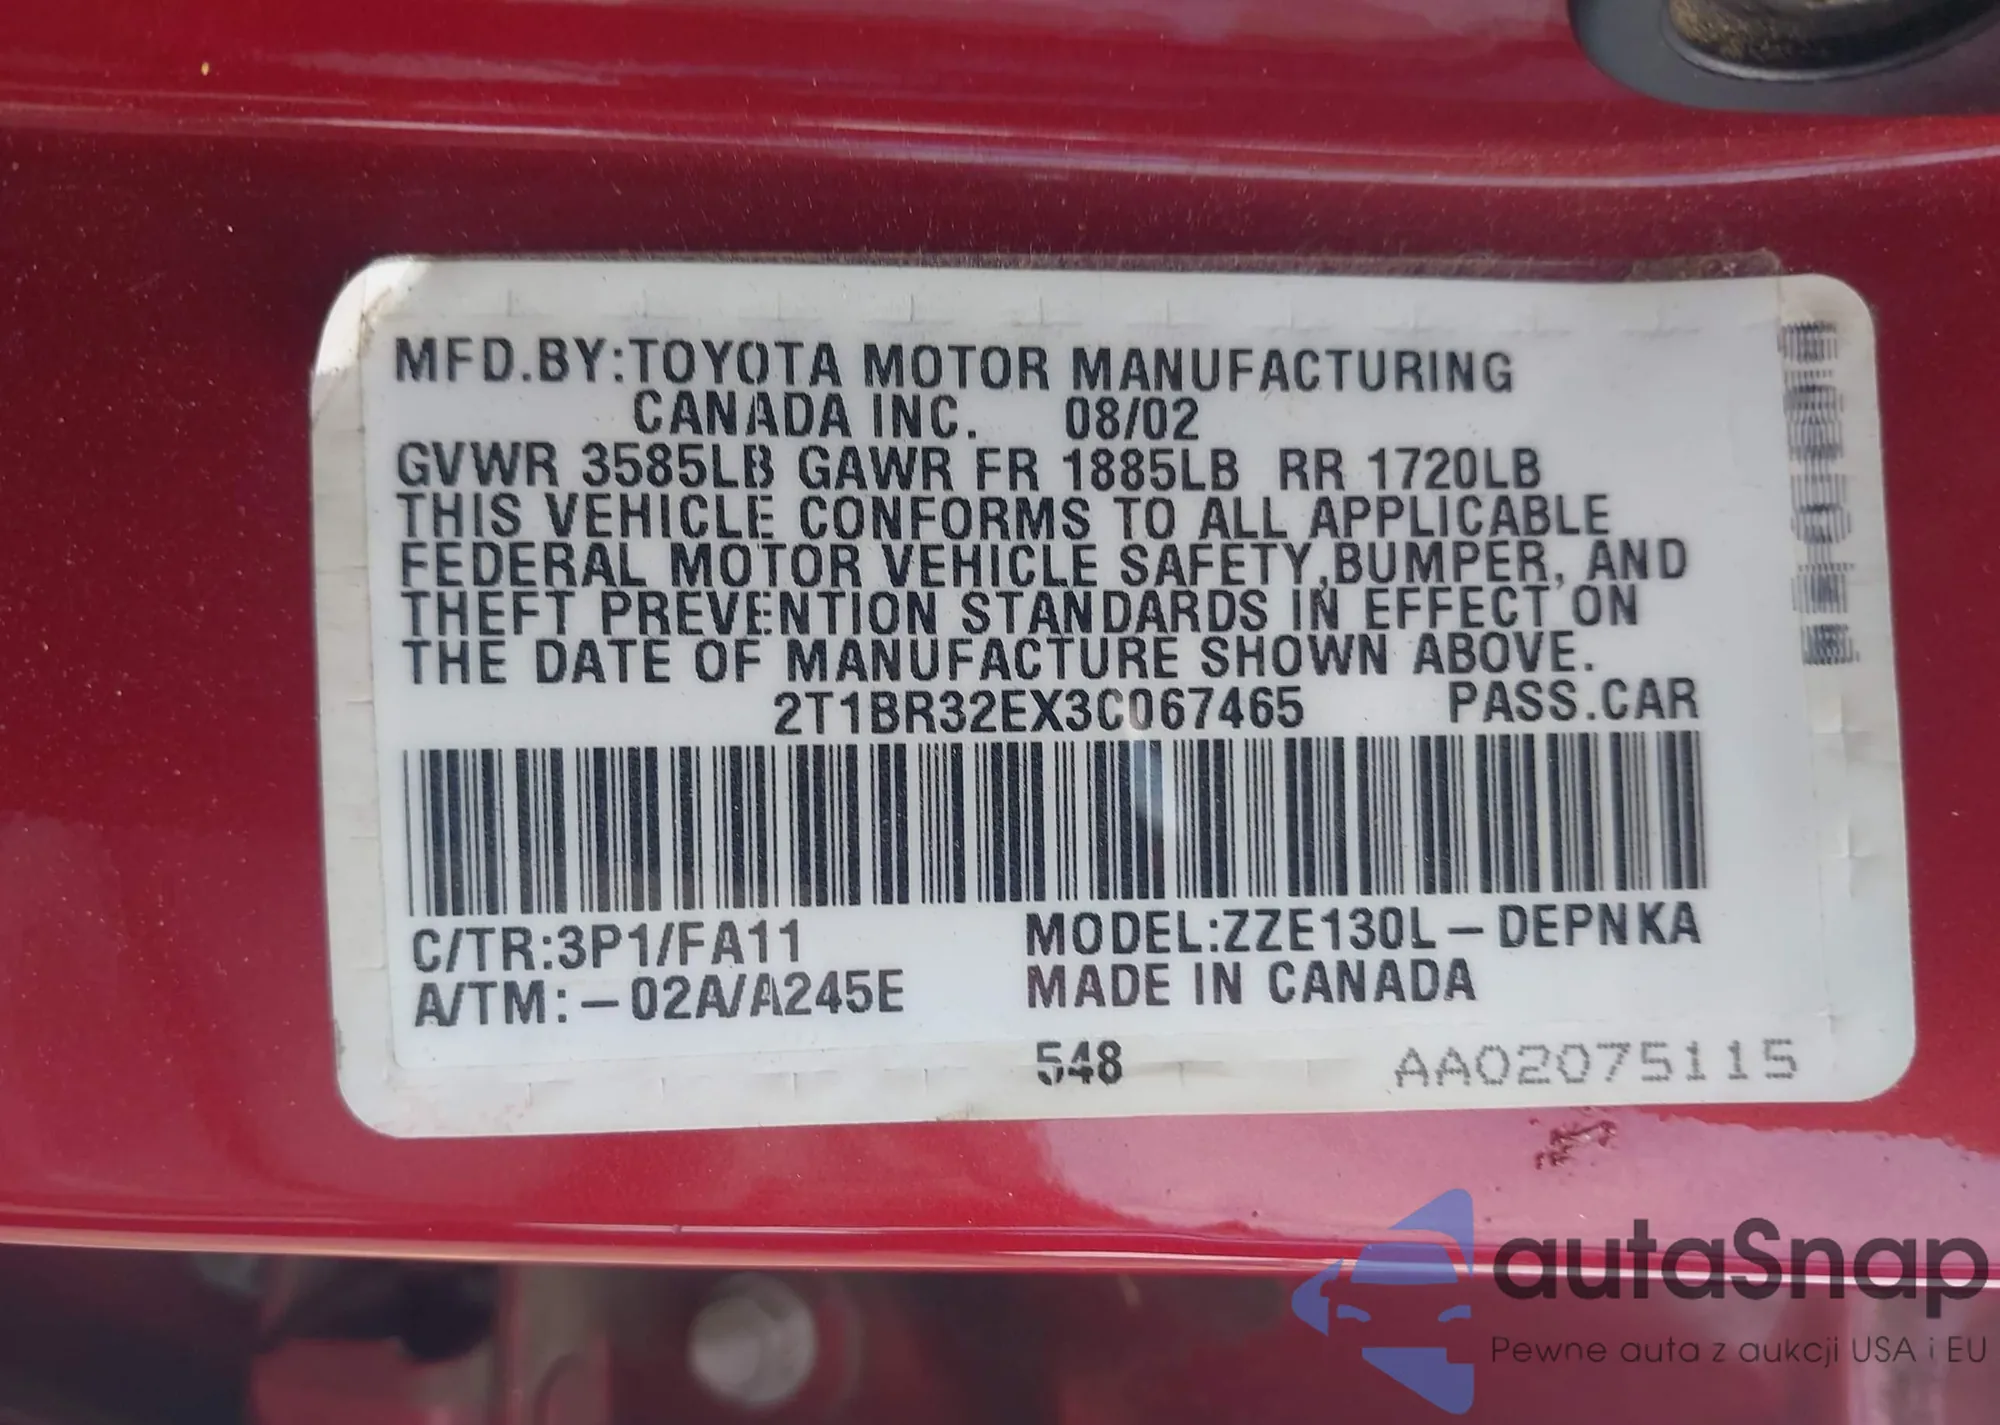 MFD.BY:TOYOTA MOTOR MANUFACTURING
CANADA INC. 08/02
GVWR 3585LB GAWR FR 1885LB RR 1720LB
THIS VEHICLE CONFORMS TO ALL APPLICABLE
FEDERAL MOTOR VEHICLE SAFETY,BUMPER, AND
THEFT PREVENTION STANDARDS IN EFFECT ON
THE DATE OF MANUFACTURE SHOWN ABOVE.
2T1BR32EX3C067465 PASS.CAR
C/TR:3P1/FA11 MODEL:ZZE130L-DEPNKA
A/TM:-02A/A245E MADE IN CANADA
548 AA02075115
autaSnap
Pewne auta z aukcji USA i EU